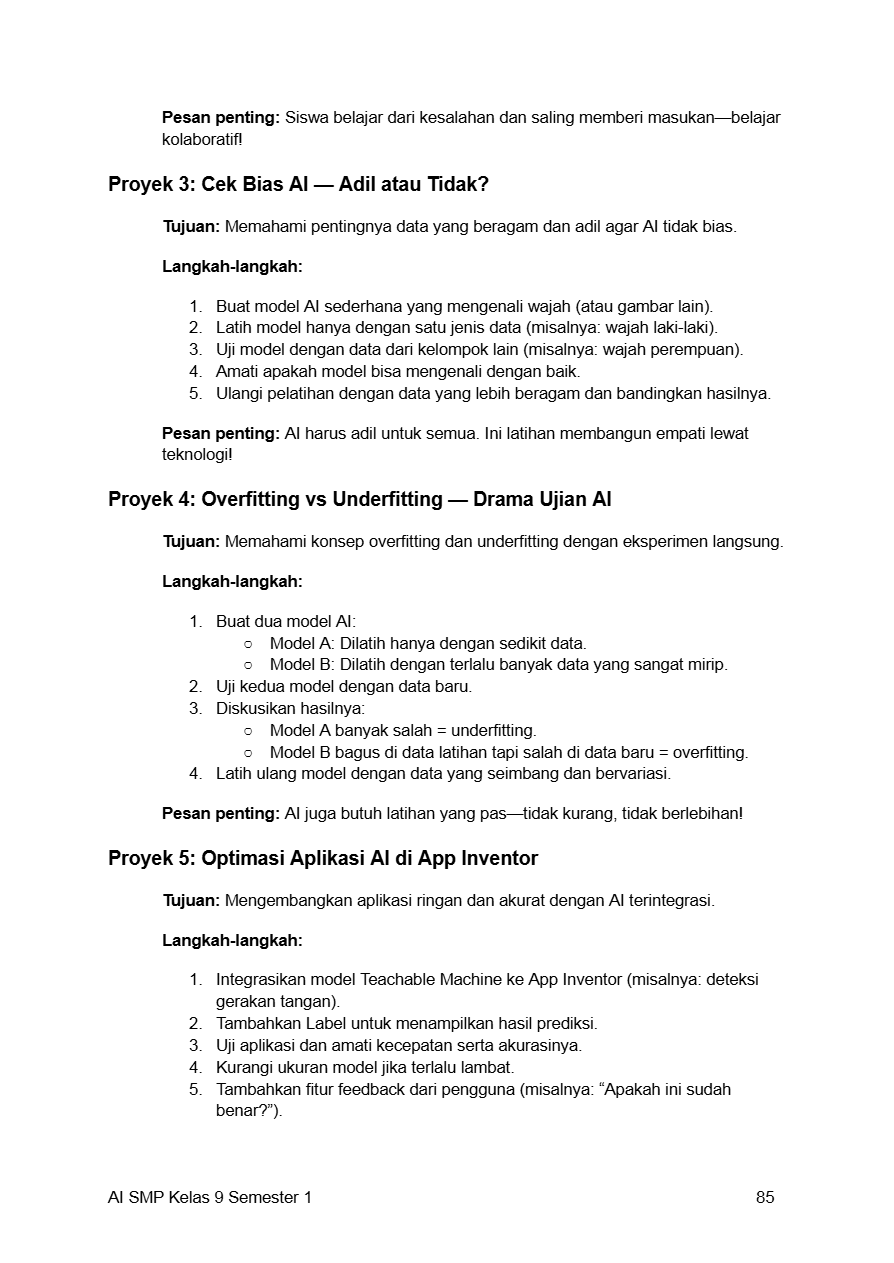 Pesan penting: Siswa belajar dari kesalahan dan saling memberi masukan—belajar
kolaboratif!
Proyek 3: Cek Bias AI — Adil atau Tidak?
Tujuan: Memahami pentingnya data yang beragam dan adil agar AI tidak bias.
Langkah-langkah:
1. Buat model AI sederhana yang mengenali wajah (atau gambar lain).
2. Latih model hanya dengan satu jenis data (misalnya: wajah laki-laki).
3. Uji model dengan data dari kelompok lain (misalnya: wajah perempuan).
4. Amati apakah model bisa mengenali dengan baik.
5. Ulangi pelatihan dengan data yang lebih beragam dan bandingkan hasilnya.
Pesan penting: AI harus adil untuk semua. Ini latihan membangun empati lewat
teknologi!
Proyek 4: Overfitting vs Underfitting — Drama Ujian AI
Tujuan: Memahami konsep overfitting dan underfitting dengan eksperimen langsung.
Langkah-langkah:
1. Buat dua model AI:
○ Model A: Dilatih hanya dengan sedikit data.
○ Model B: Dilatih dengan terlalu banyak data yang sangat mirip.
2. Uji kedua model dengan data baru.
3. Diskusikan hasilnya:
○ Model A banyak salah = underfitting.
○ Model B bagus di data latihan tapi salah di data baru = overfitting.
4. Latih ulang model dengan data yang seimbang dan bervariasi.
Pesan penting: AI juga butuh latihan yang pas—tidak kurang, tidak berlebihan!
Proyek 5: Optimasi Aplikasi AI di App Inventor
Tujuan: Mengembangkan aplikasi ringan dan akurat dengan AI terintegrasi.
Langkah-langkah:
1. Integrasikan model Teachable Machine ke App Inventor (misalnya: deteksi
gerakan tangan).
2. Tambahkan Label untuk menampilkan hasil prediksi.
3. Uji aplikasi dan amati kecepatan serta akurasinya.
4. Kurangi ukuran model jika terlalu lambat.
5. Tambahkan fitur feedback dari pengguna (misalnya: “Apakah ini sudah
benar?”).
AI SMP Kelas 9 Semester 1 85